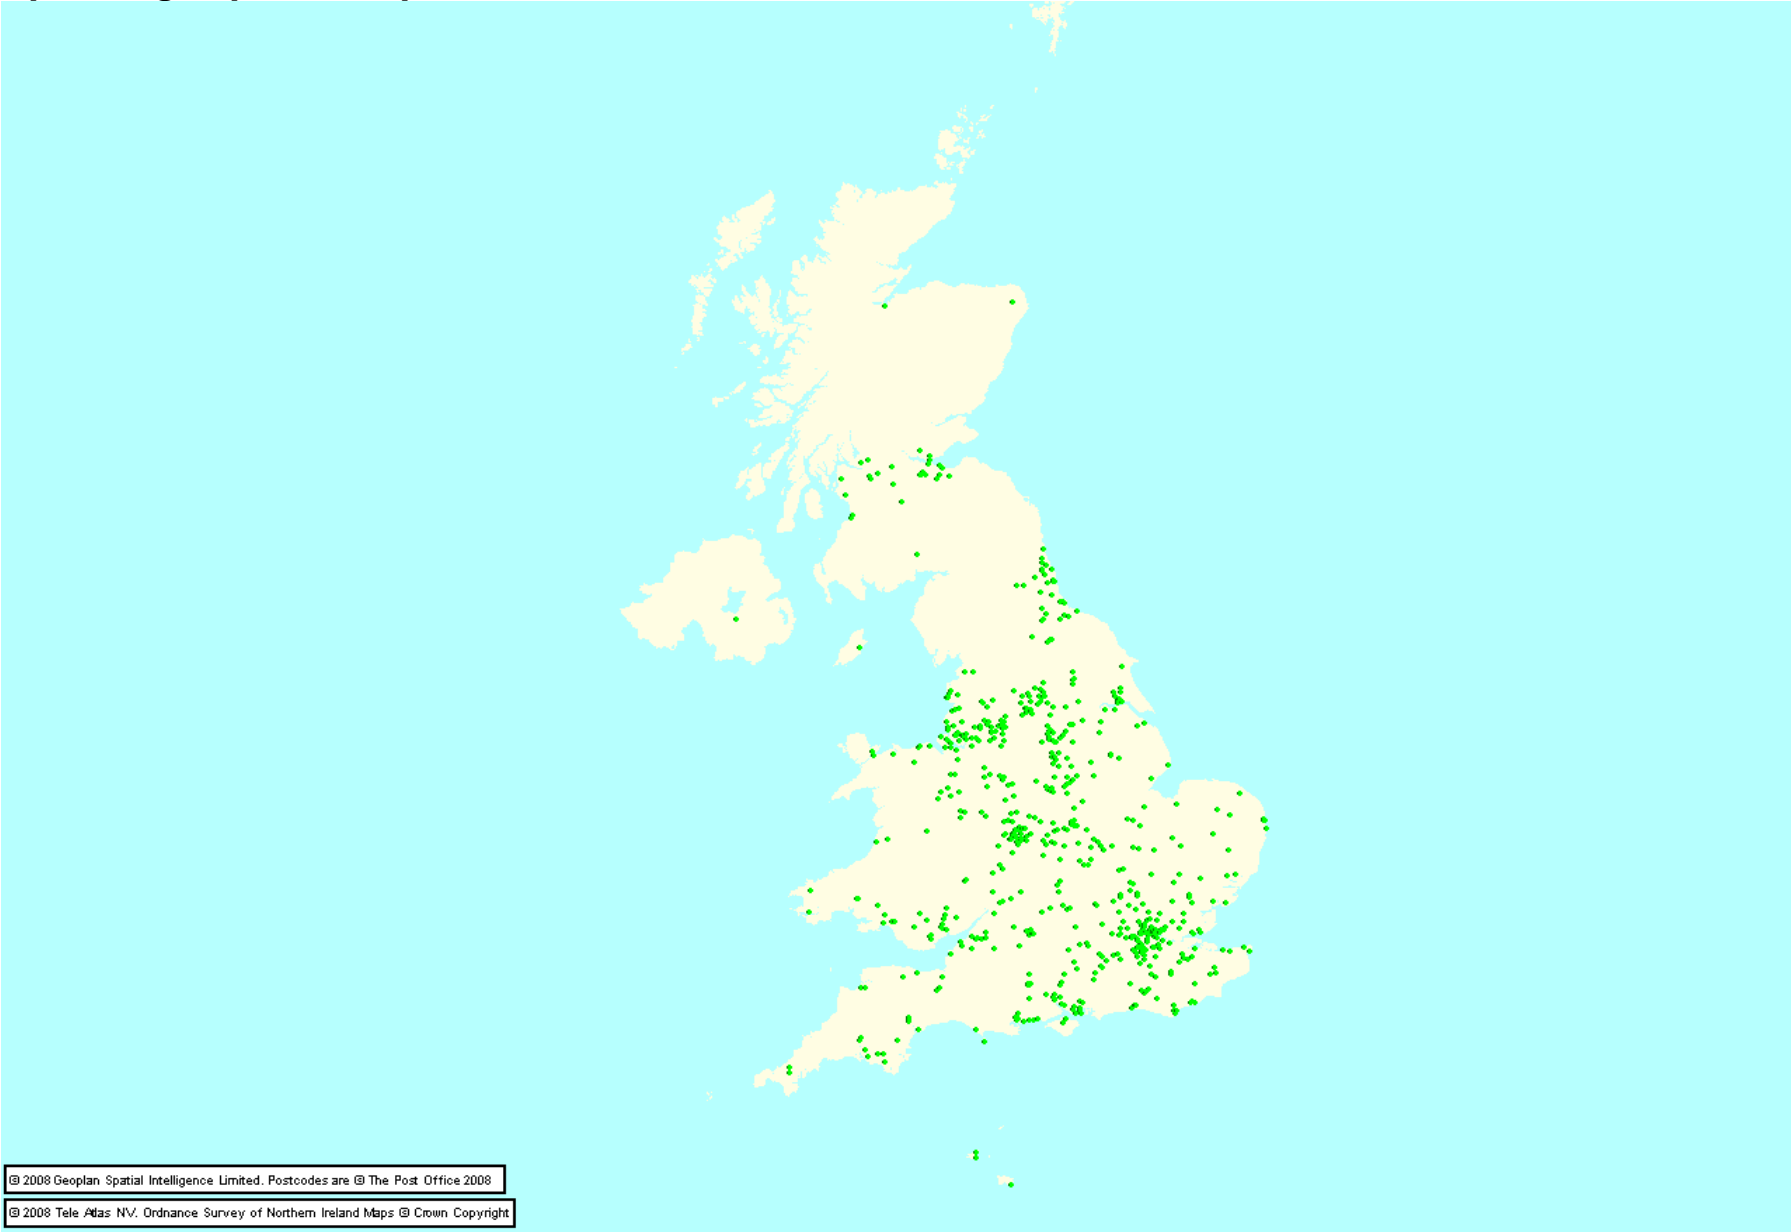 © 2008 Geoplan Spatial Intelligence Limited. Postcodes are © The Post Office 2008
© 2008 Tele Atlas NV. Ordnance Survey of Northern Ireland Maps © Crown Copyright